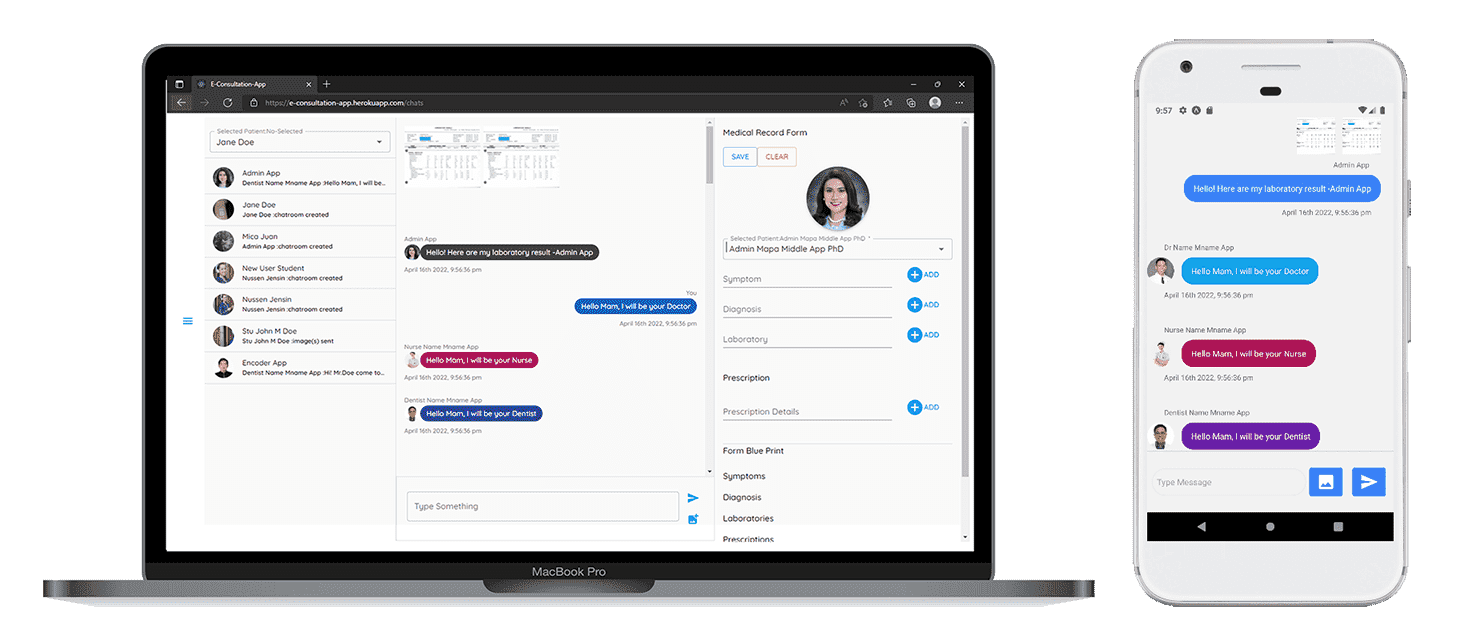 E-Consultation-App
https://e-consultation-app.herokuapp.com/chats
Selected Patient:No-Selected
Jane Doe
Admin App
Dentist Name Mname App :Hello Mam, I will be...
Jane Doe
Jane Doe :chatroom created
Mica Juan
Admin App :chatroom created
New User Student
Nussen Jensin :chatroom created
Nussen Jensin
Nussen Jensin :chatroom created
Stu John M Doe
Stu John M Doe :image(s) sent
Encoder App
Dentist Name Mname App :Hi! Mr.Doe come to...
Admin App
Hello! Here are my laboratory result -Admin App
April 16th 2022, 9:56:36 pm
You
Hello Mam, I will be your Doctor
April 16th 2022, 9:56:36 pm
Nurse Name Mname App
Hello Mam, I will be your Nurse
April 16th 2022, 9:56:36 pm
Dentist Name Mname App
Hello Mam, I will be your Dentist
April 16th 2022, 9:56:36 pm
Type Something
Medical Record Form
SAVE CLEAR
Selected Patient:Admin Mapa Middle App PhD *
Admin Mapa Middle App PhD
Symptom ADD
Diagnosis ADD
Laboratory ADD
Prescription
Prescription Details ADD
Form Blue Print
Symptoms
Diagnosis
Laboratories
Prescriptions
MacBook Pro
9:57
Admin App
Hello! Here are my laboratory result -Admin App
April 16th 2022, 9:56:36 pm
Dr Name Mname App
Hello Mam, I will be your Doctor
April 16th 2022, 9:56:36 pm
Nurse Name Mname App
Hello Mam, I will be your Nurse
April 16th 2022, 9:56:36 pm
Dentist Name Mname App
Hello Mam, I will be your Dentist
Type Message